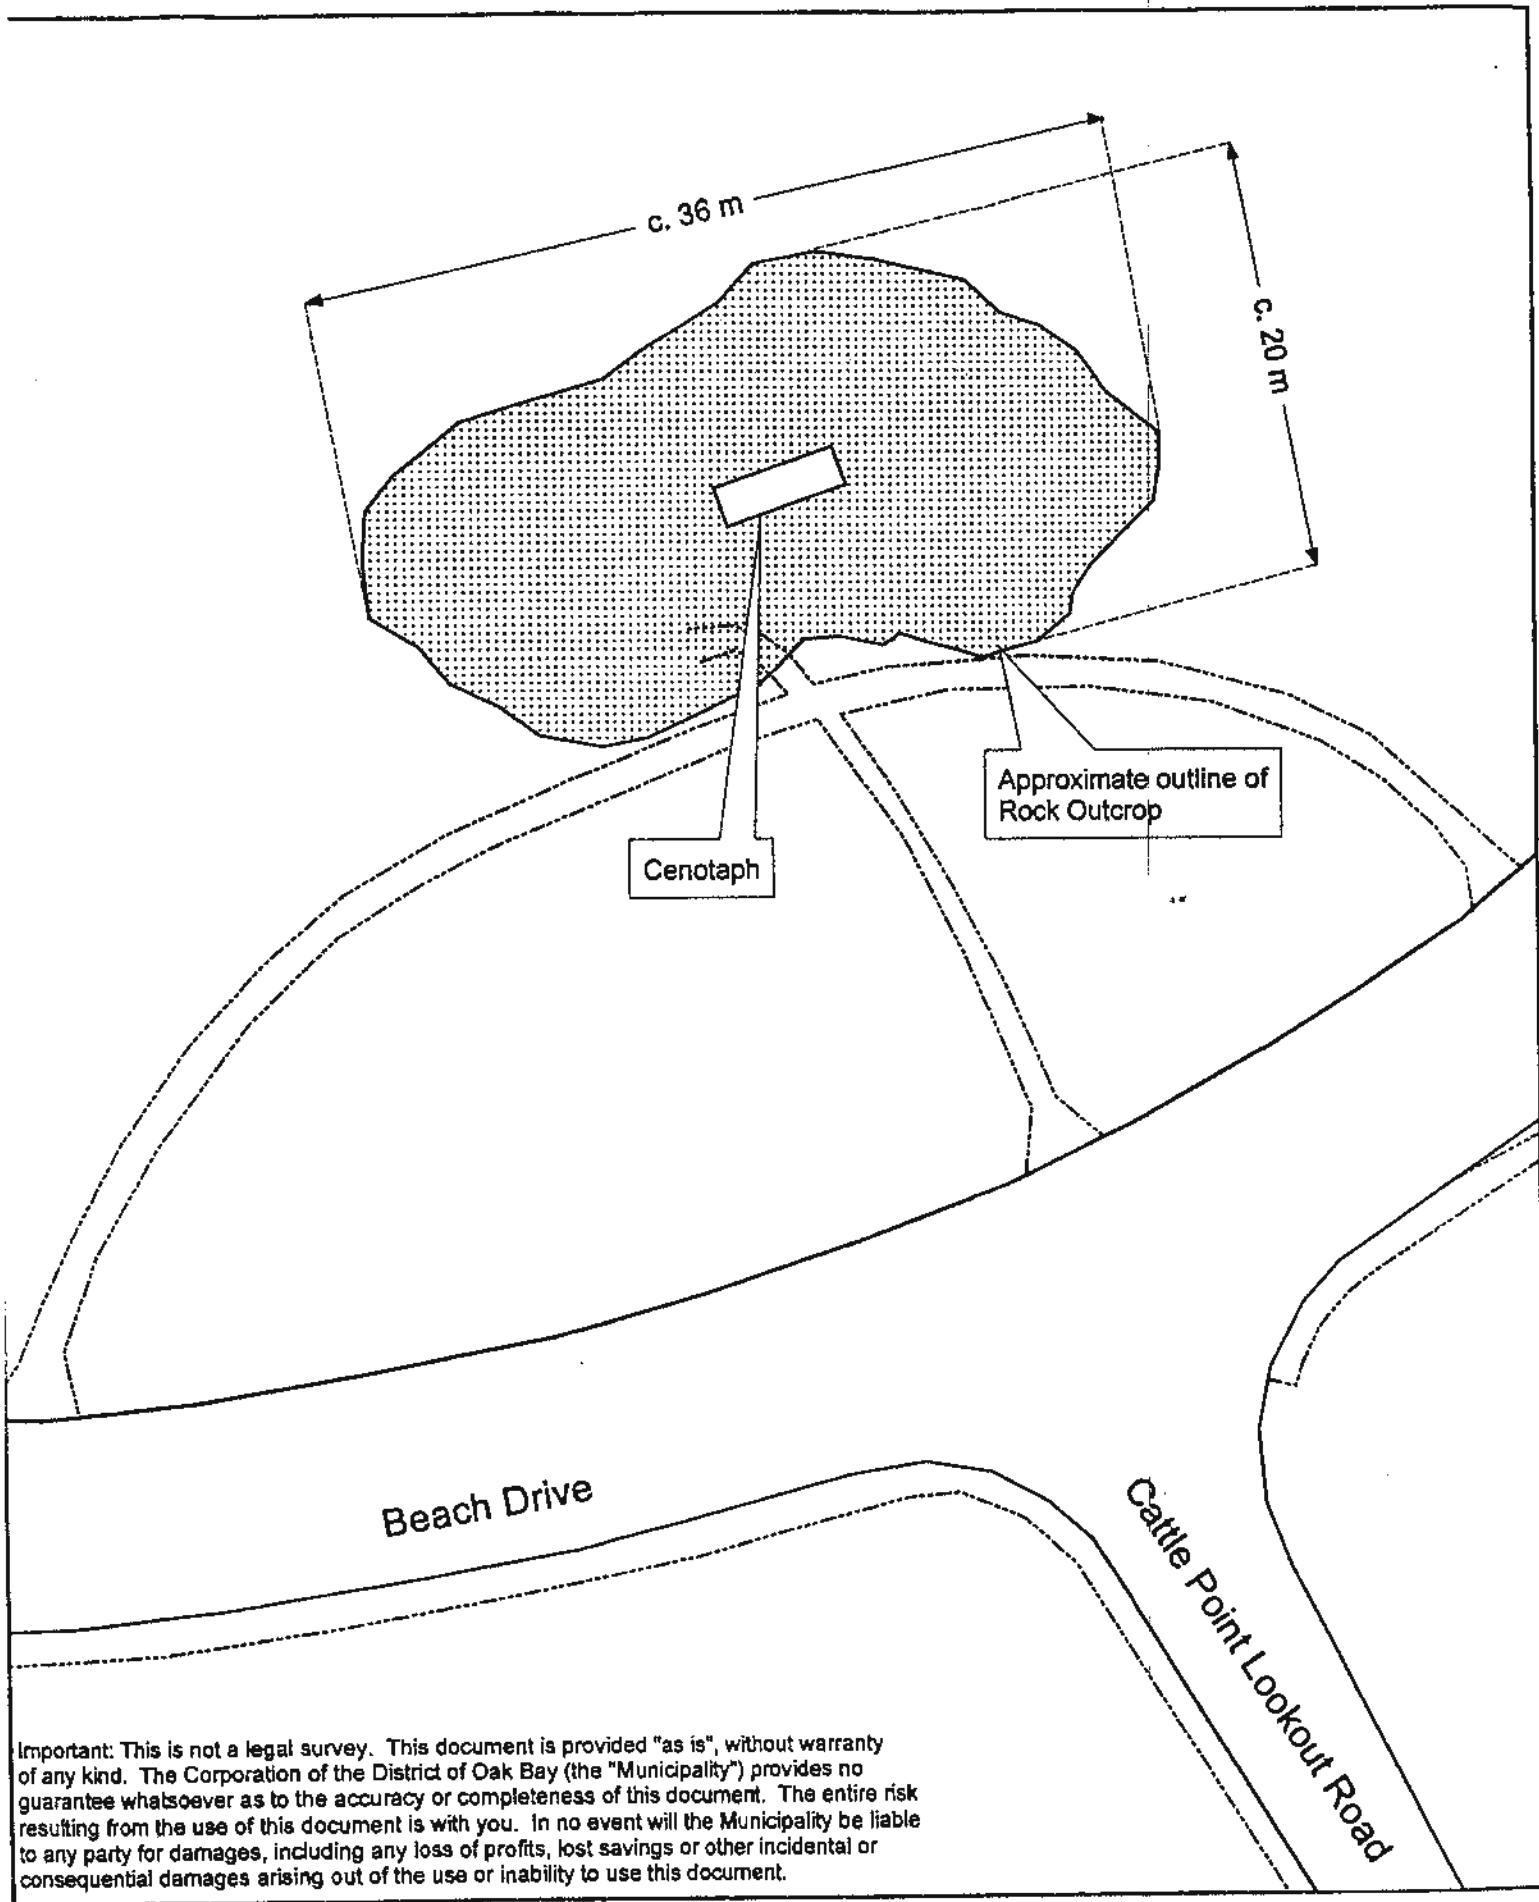 c. 36 m
c. 20 m
Approximate outline of
Rock Outcrop
Cenotaph
Beach Drive
Cattle Point Lookout Road
Important: This is not a legal survey. This document is provided "as is", without warranty
of any kind. The Corporation of the District of Oak Bay (the "Municipality") provides no
guarantee whatsoever as to the accuracy or completeness of this document. The entire risk
resulting from the use of this document is with you. In no event will the Municipality be liable
to any party for damages, including any loss of profits, lost savings or other incidental or
consequential damages arising out of the use or inability to use this document.